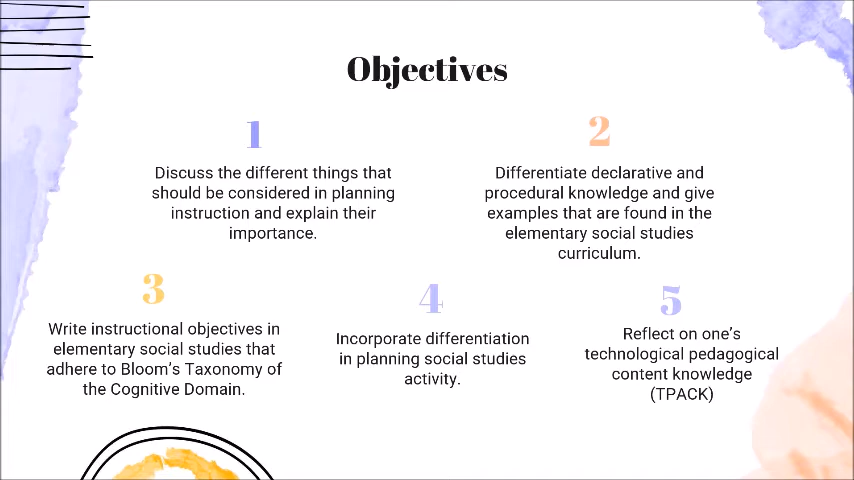 Objectives
1
Discuss the different things that
should be considered in planning
instruction and explain their
importance.
2
Differentiate declarative and
procedural knowledge and give
examples that are found in the
elementary social studies
curriculum.
3
Write instructional objectives in
elementary social studies that
adhere to Bloom's Taxonomy of
the Cognitive Domain.
4
Incorporate differentiation
in planning social studies
activity.
5
Reflect on one's
technological pedagogical
content knowledge
(TPACK)